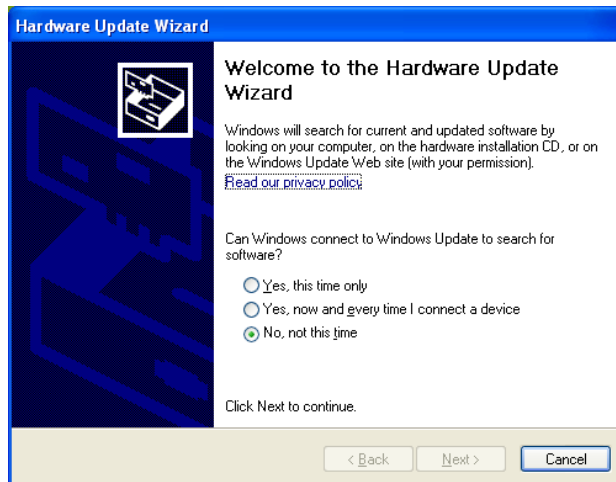 Hardware Update Wizard
Welcome to the Hardware Update
Wizard
Windows will search for current and updated software by
looking on your computer, on the hardware installation CD, or on
the Windows Update Web site (with your permission).
Read our privacy policy
Can Windows connect to Windows Update to search for
software?
Yes, this time only
Yes, now and every time I connect a device
No, not this time
Click Next to continue.
< Back
Next >
Cancel